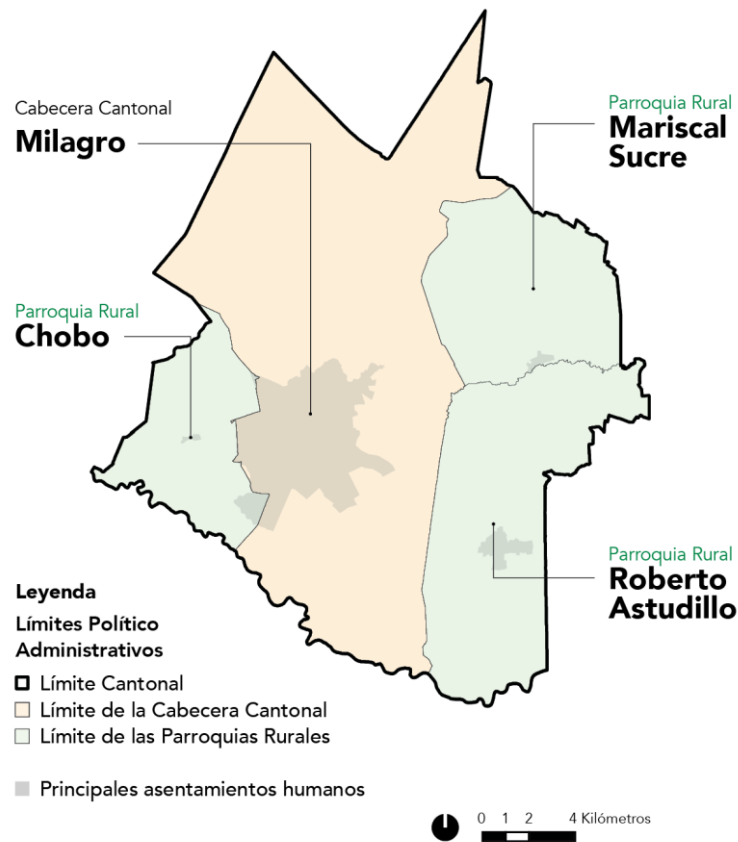 Cabecera Cantonal
Milagro
Parroquia Rural
Mariscal
Sucre
Parroquia Rural
Chobo
Parroquia Rural
Roberto
Astudillo
Leyenda
Límites Político
Administrativos
Límite Cantonal
Límite de la Cabecera Cantonal
Límite de las Parroquias Rurales
Principales asentamientos humanos
0 1 2 4 Kilómetros